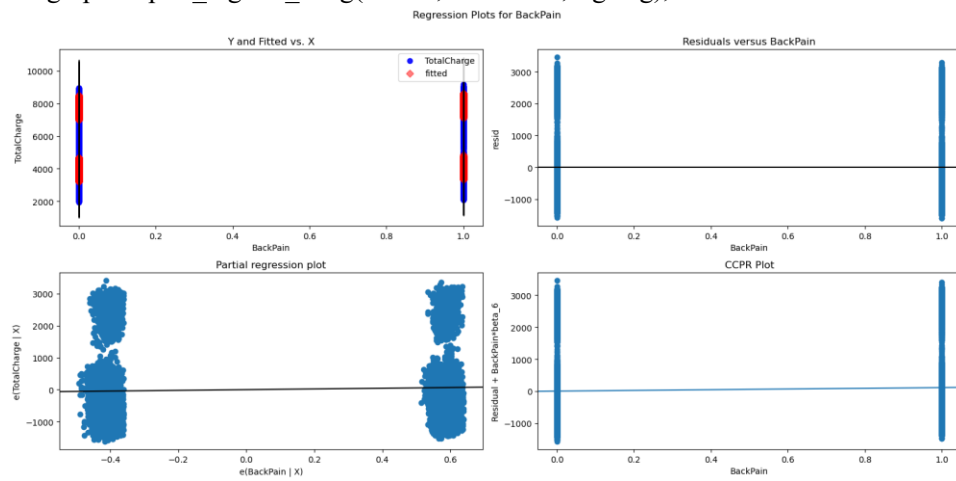 Regression Plots for BackPain
Y and Fitted vs. X
TotalCharge
fitted
10000
8000
6000
4000
2000
TotalCharge
0.0 0.2 0.4 0.6 0.8 1.0
BackPain
Residuals versus BackPain
3000
2000
1000
0
−1000
resid
0.0 0.2 0.4 0.6 0.8 1.0
BackPain
Partial regression plot
3000
2000
1000
0
−1000
e(TotalCharge | X)
−0.4 −0.2 0.0 0.2 0.4 0.6
e(BackPain | X)
CCPR Plot
3000
2000
1000
0
−1000
Residual + BackPain*beta_6
0.0 0.2 0.4 0.6 0.8 1.0
BackPain